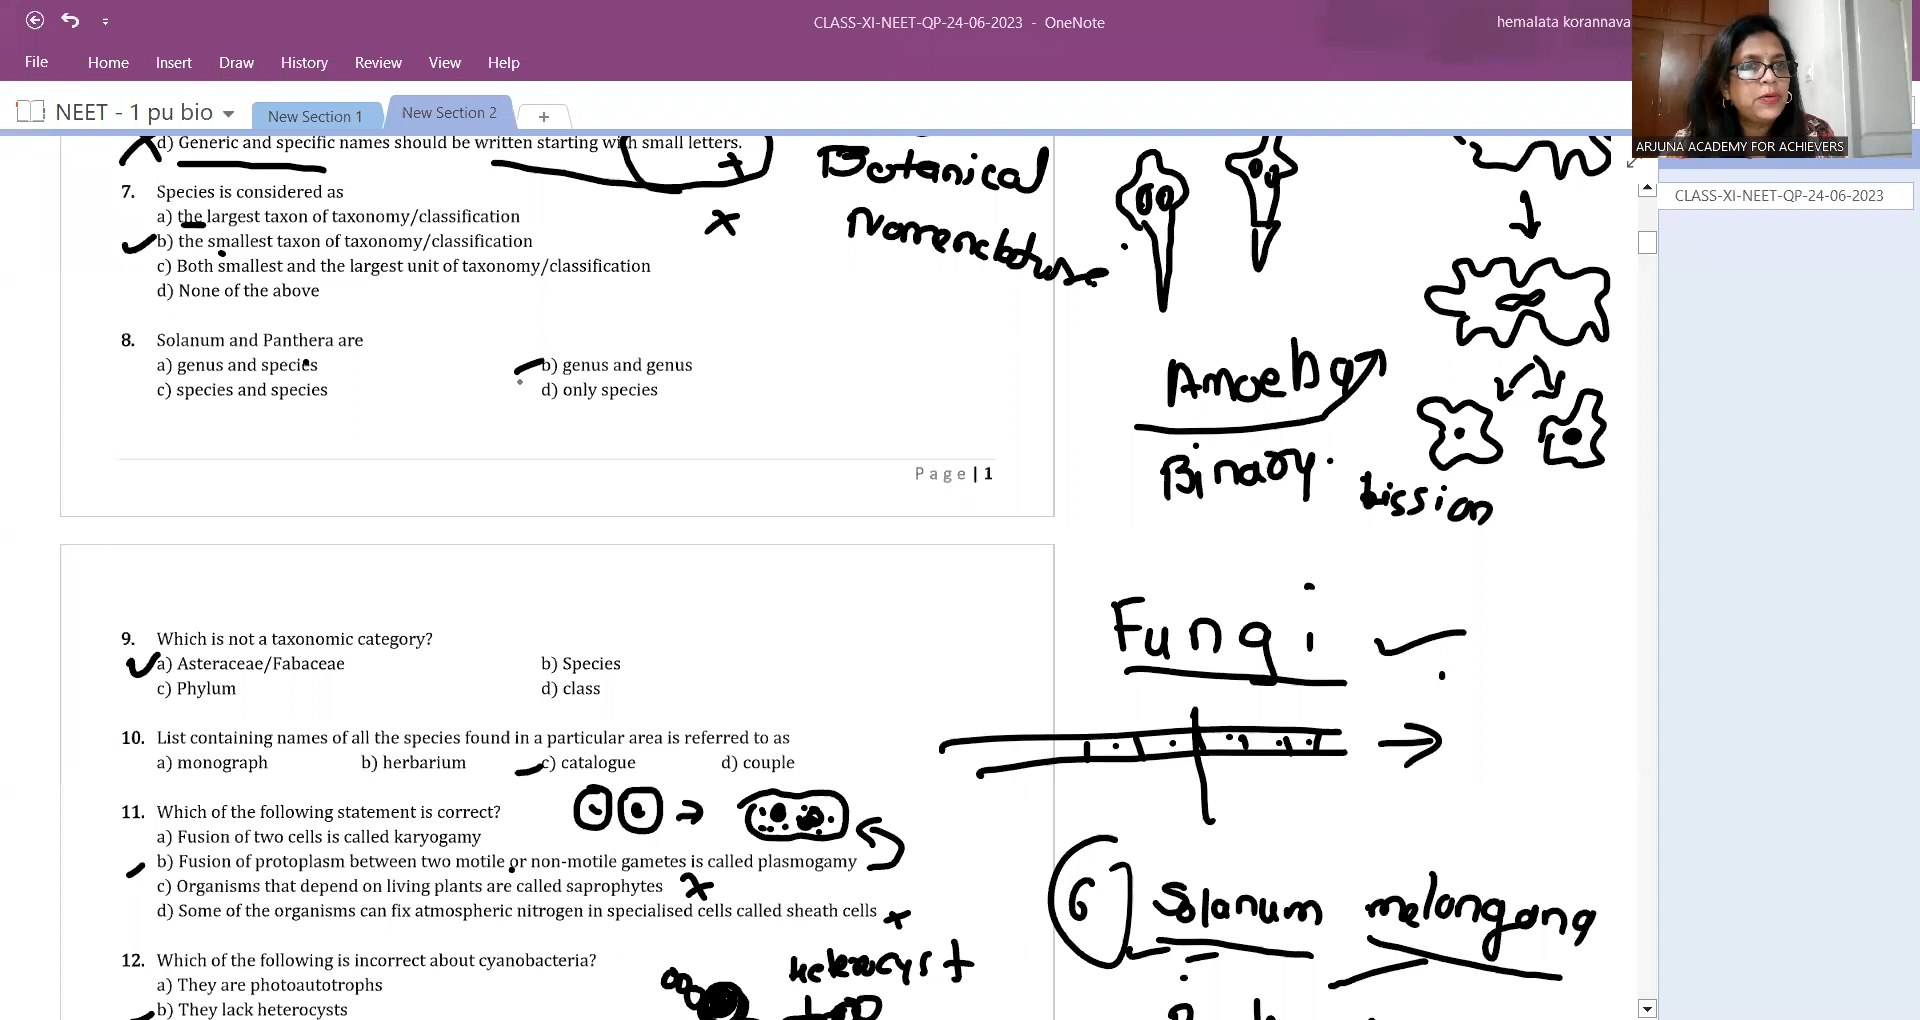 CLASS-XI-NEET-QP-24-06-2023 - OneNote
hemalata korannava
File Home Insert Draw History Review View Help
NEET - 1 pu bio
New Section 1
New Section 2
ARJUNA ACADEMY FOR ACHIEVERS
CLASS-XI-NEET-QP-24-06-2023
d) Generic and specific names should be written starting with small letters.
7. Species is considered as
a) the largest taxon of taxonomy/classification
b) the smallest taxon of taxonomy/classification
c) Both smallest and the largest unit of taxonomy/classification
d) None of the above
8. Solanum and Panthera are
a) genus and species b) genus and genus
c) species and species d) only species
Page | 1
Botanical
Amoeba
Binary
9. Which is not a taxonomic category?
a) Asteraceae/Fabaceae b) Species
c) Phylum d) class
10. List containing names of all the species found in a particular area is referred to as
a) monograph b) herbarium c) catalogue d) couple
11. Which of the following statement is correct?
a) Fusion of two cells is called karyogamy
b) Fusion of protoplasm between two motile or non-motile gametes is called plasmogamy
c) Organisms that depend on living plants are called saprophytes
d) Some of the organisms can fix atmospheric nitrogen in specialised cells called sheath cells
12. Which of the following is incorrect about cyanobacteria?
a) They are photoautotrophs
b) They lack heterocysts
Fungi
6 Solanum melongang
heterocyst